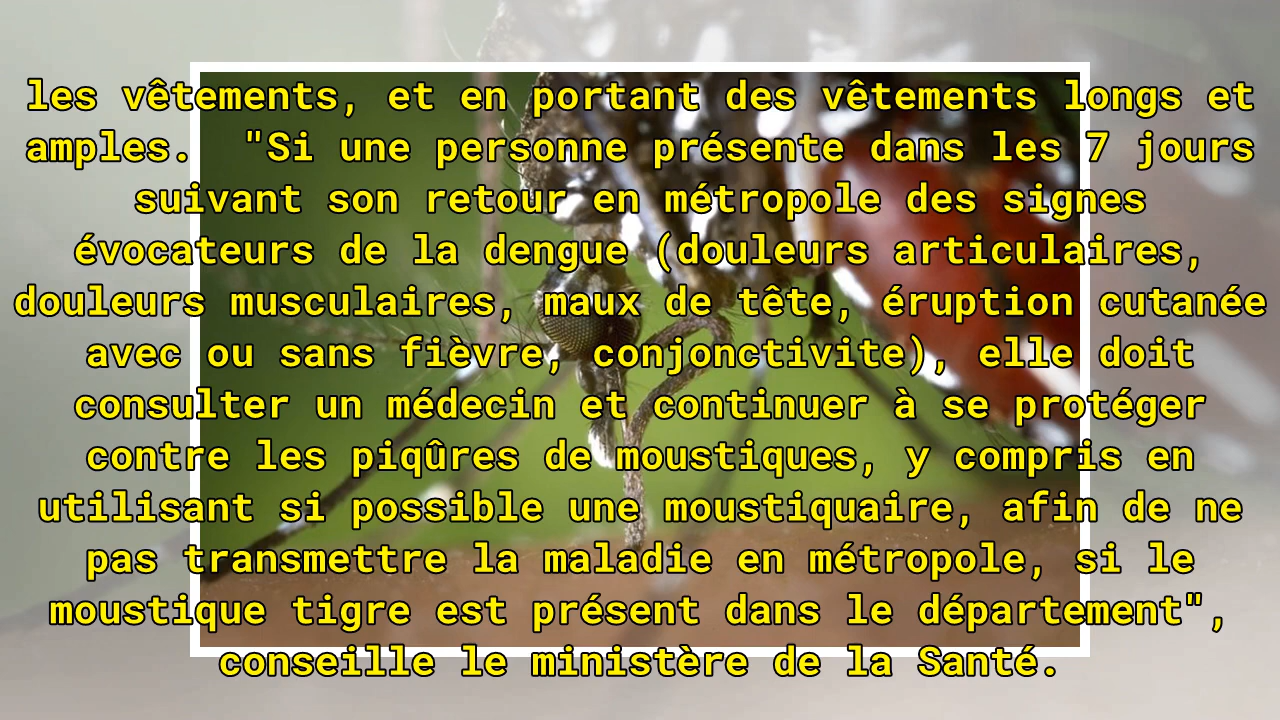 les vêtements, et en portant des vêtements longs et
amples.  "Si une personne présente dans les 7 jours
suivant son retour en métropole des signes
évocateurs de la dengue (douleurs articulaires,
douleurs musculaires, maux de tête, éruption cutanée
avec ou sans fièvre, conjonctivite), elle doit
consulter un médecin et continuer à se protéger
contre les piqûres de moustiques, y compris en
utilisant si possible une moustiquaire, afin de ne
pas transmettre la maladie en métropole, si le
moustique tigre est présent dans le département",
conseille le ministère de la Santé.